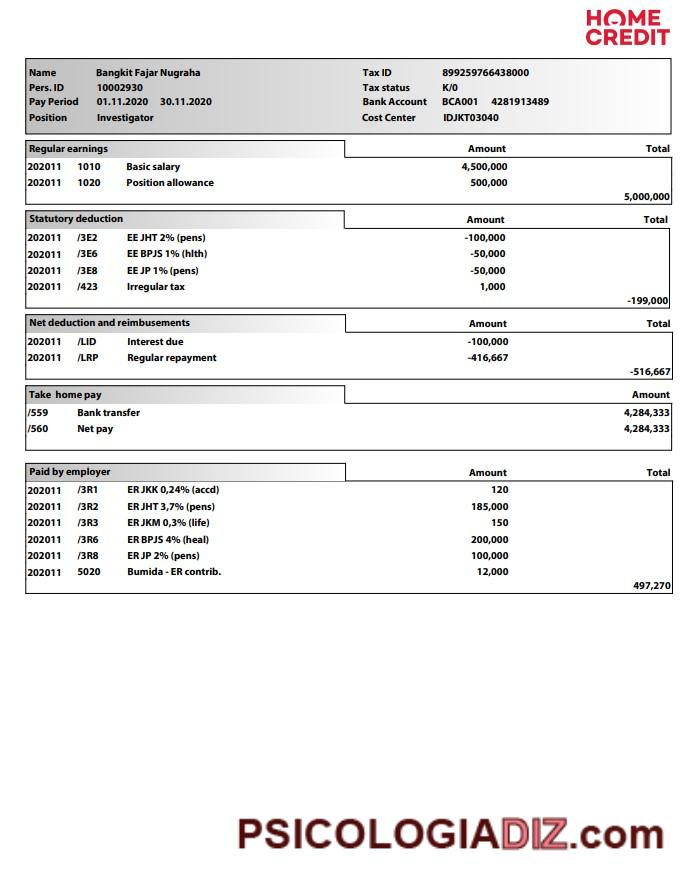 HOME
CREDIT
Name Bangkit Fajar Nugraha Tax ID 899259766438000
Pers. ID 10002930 Tax status K/0
Pay Period 01.11.2020 30.11.2020 Bank Account BCA001 4281913489
Position Investigator Cost Center IDJKT03040
Regular earnings Amount Total
202011 1010 Basic salary 4,500,000
202011 1020 Position allowance 500,000
5,000,000
Statutory deduction Amount Total
202011 /3E2 EE JHT 2% (pens) -100,000
202011 /3E6 EE BPJS 1% (hlth) -50,000
202011 /3E8 EE JP 1% (pens) -50,000
202011 /423 Irregular tax 1,000
-199,000
Net deduction and reimbusements Amount Total
202011 /LID Interest due -100,000
202011 /LRP Regular repayment -416,667
-516,667
Take home pay Amount
/559 Bank transfer 4,284,333
/560 Net pay 4,284,333
Paid by employer Amount Total
202011 /3R1 ER JKK 0,24% (accd) 120
202011 /3R2 ER JHT 3,7% (pens) 185,000
202011 /3R3 ER JKM 0,3% (life) 150
202011 /3R6 ER BPJS 4% (heal) 200,000
202011 /3R8 ER JP 2% (pens) 100,000
202011 5020 Bumida - ER contrib. 12,000
497,270
PSICOLOGIADIZ.com